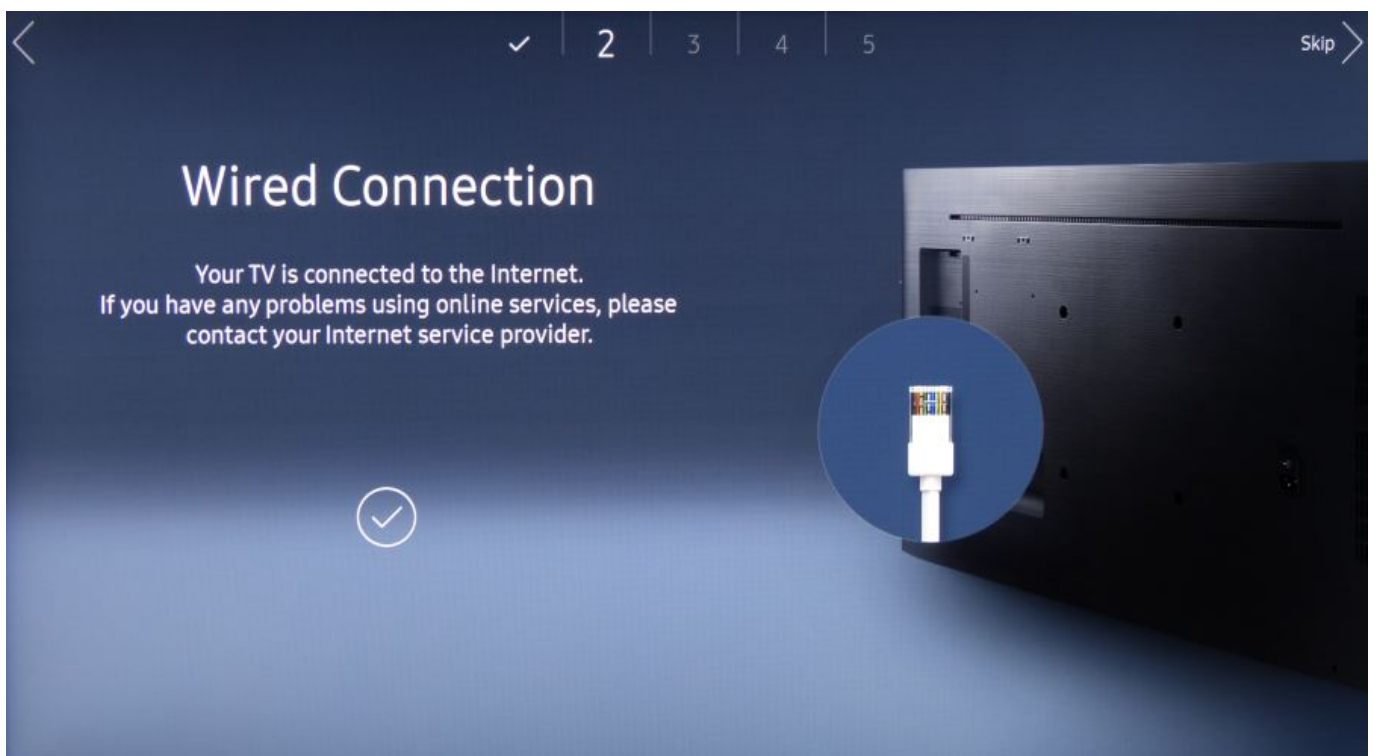 2 3 4 5
Skip
Wired Connection
Your TV is connected to the Internet.
If you have any problems using online services, please
contact your Internet service provider.